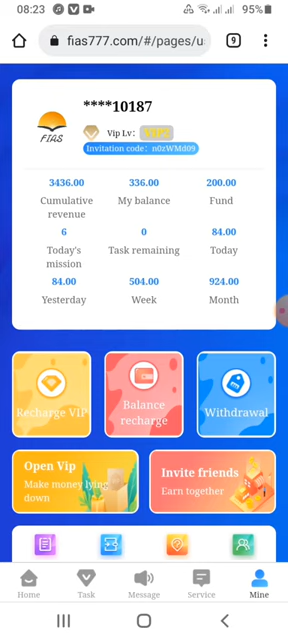 08:23
95%
fias777.com/#/pages/u
9
****10187
FIAS
Vip Lv:
Invitation code: n0zWMd09
3436.00 336.00 200.00
Cumulative revenue My balance Fund
6 0 84.00
Today's mission Task remaining Today
84.00 504.00 924.00
Yesterday Week Month
Recharge VIP
Balance recharge
Withdrawal
Open Vip
Make money lying down
Invite friends
Earn together
Home Task Message Service Mine